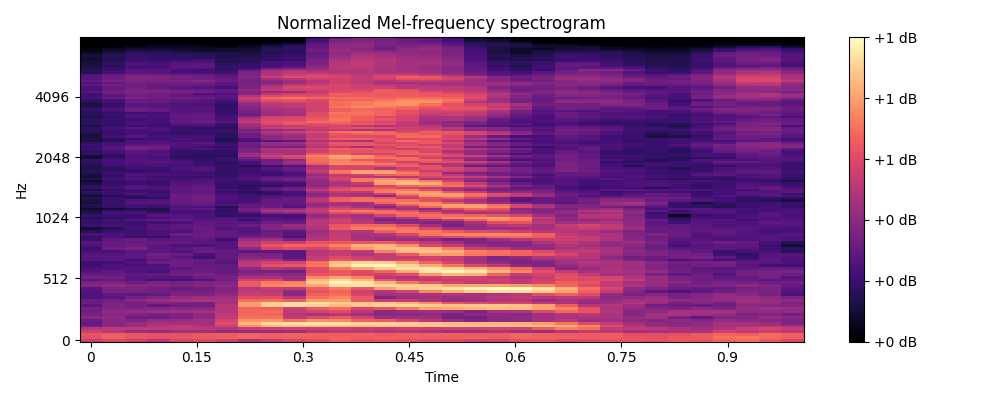 Normalized Mel-frequency spectrogram
Hz
4096
2048
1024
512
0
0
0.15
0.3
0.45
0.6
0.75
0.9
Time
+1 dB
+1 dB
+1 dB
+0 dB
+0 dB
+0 dB